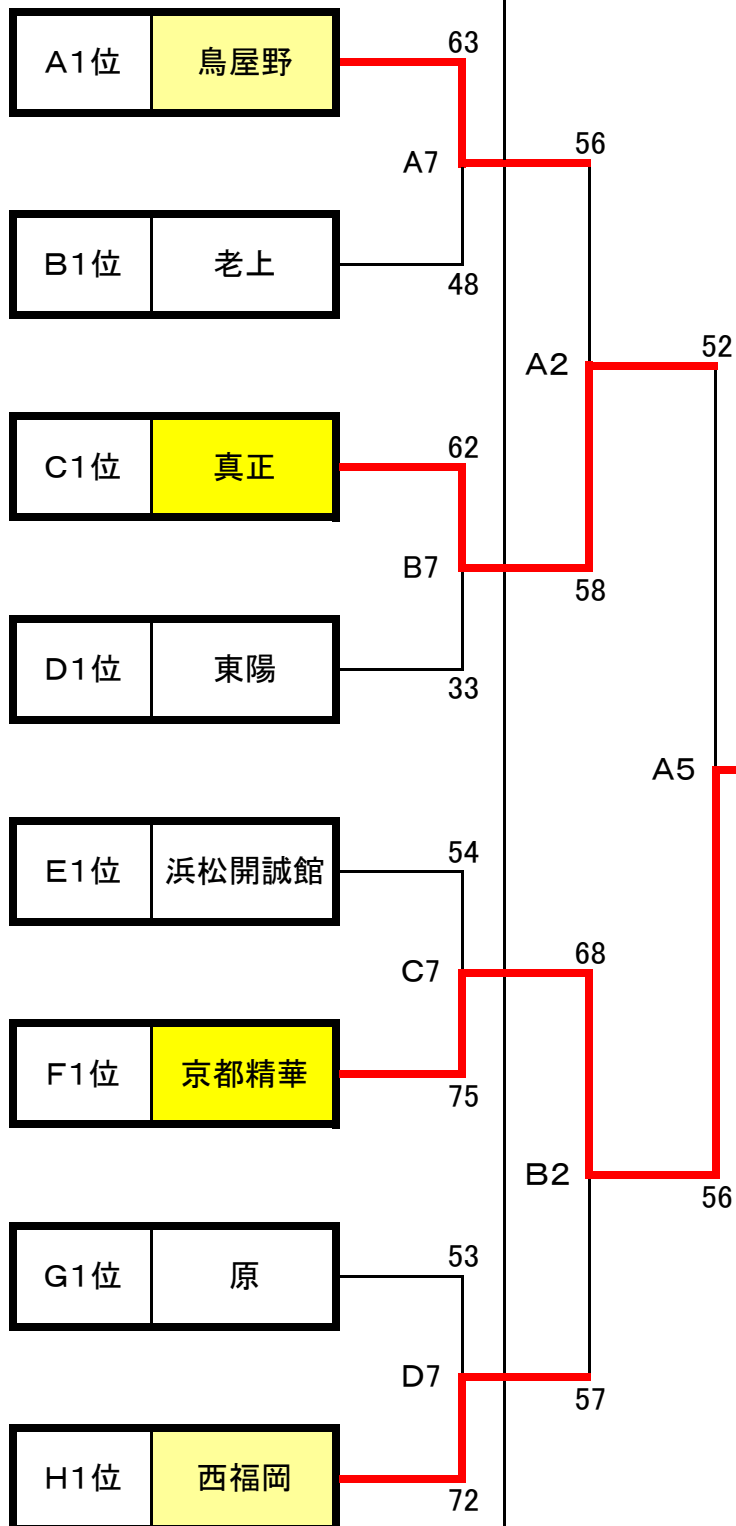 63
A1位 鳥屋野
56
A7
B1位 老上
48
52
A2
62
C1位 真正
B7
58
D1位 東陽
33
A5
54
E1位 浜松開誠館
68
C7
F1位 京都精華
75
B2
56
53
G1位 原
D7
57
H1位 西福岡
72